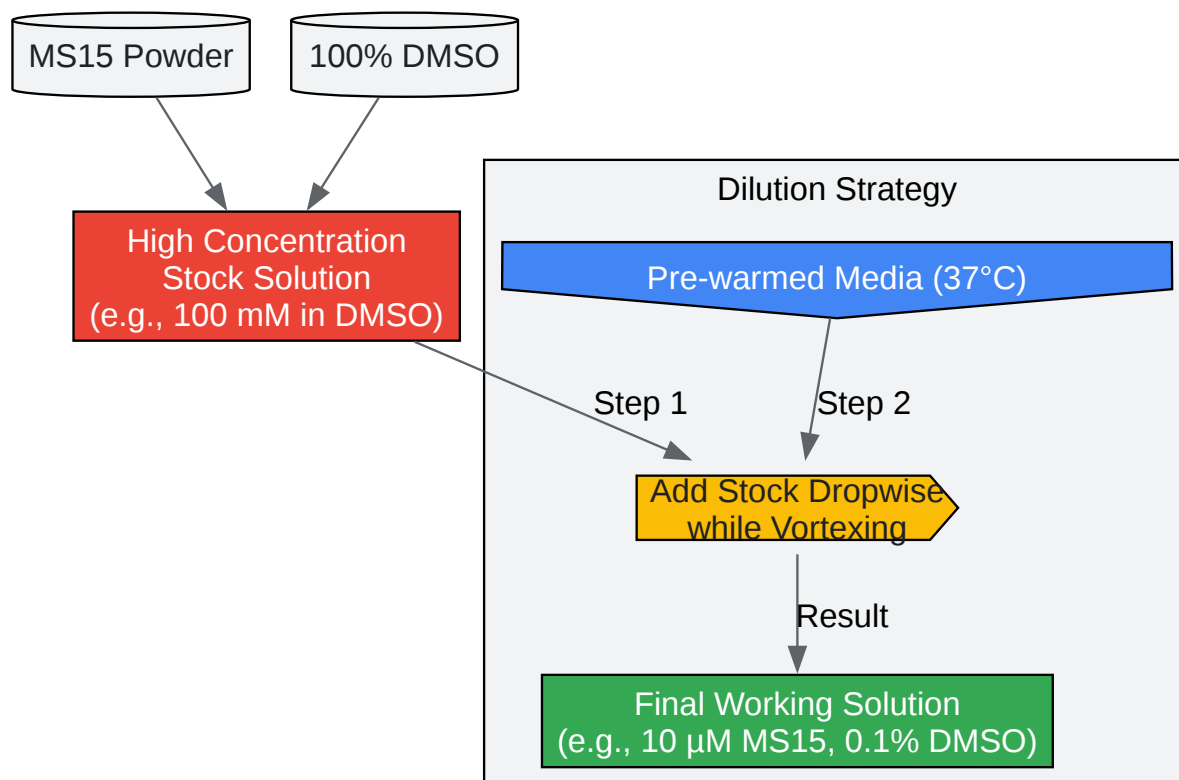 MS15 Powder
100% DMSO
High Concentration
Stock Solution
(e.g., 100 mM in DMSO)
Dilution Strategy
Pre-warmed Media (37°C)
Step 1
Step 2
Add Stock Dropwise
while Vortexing
Result
Final Working Solution
(e.g., 10 µM MS15, 0.1% DMSO)